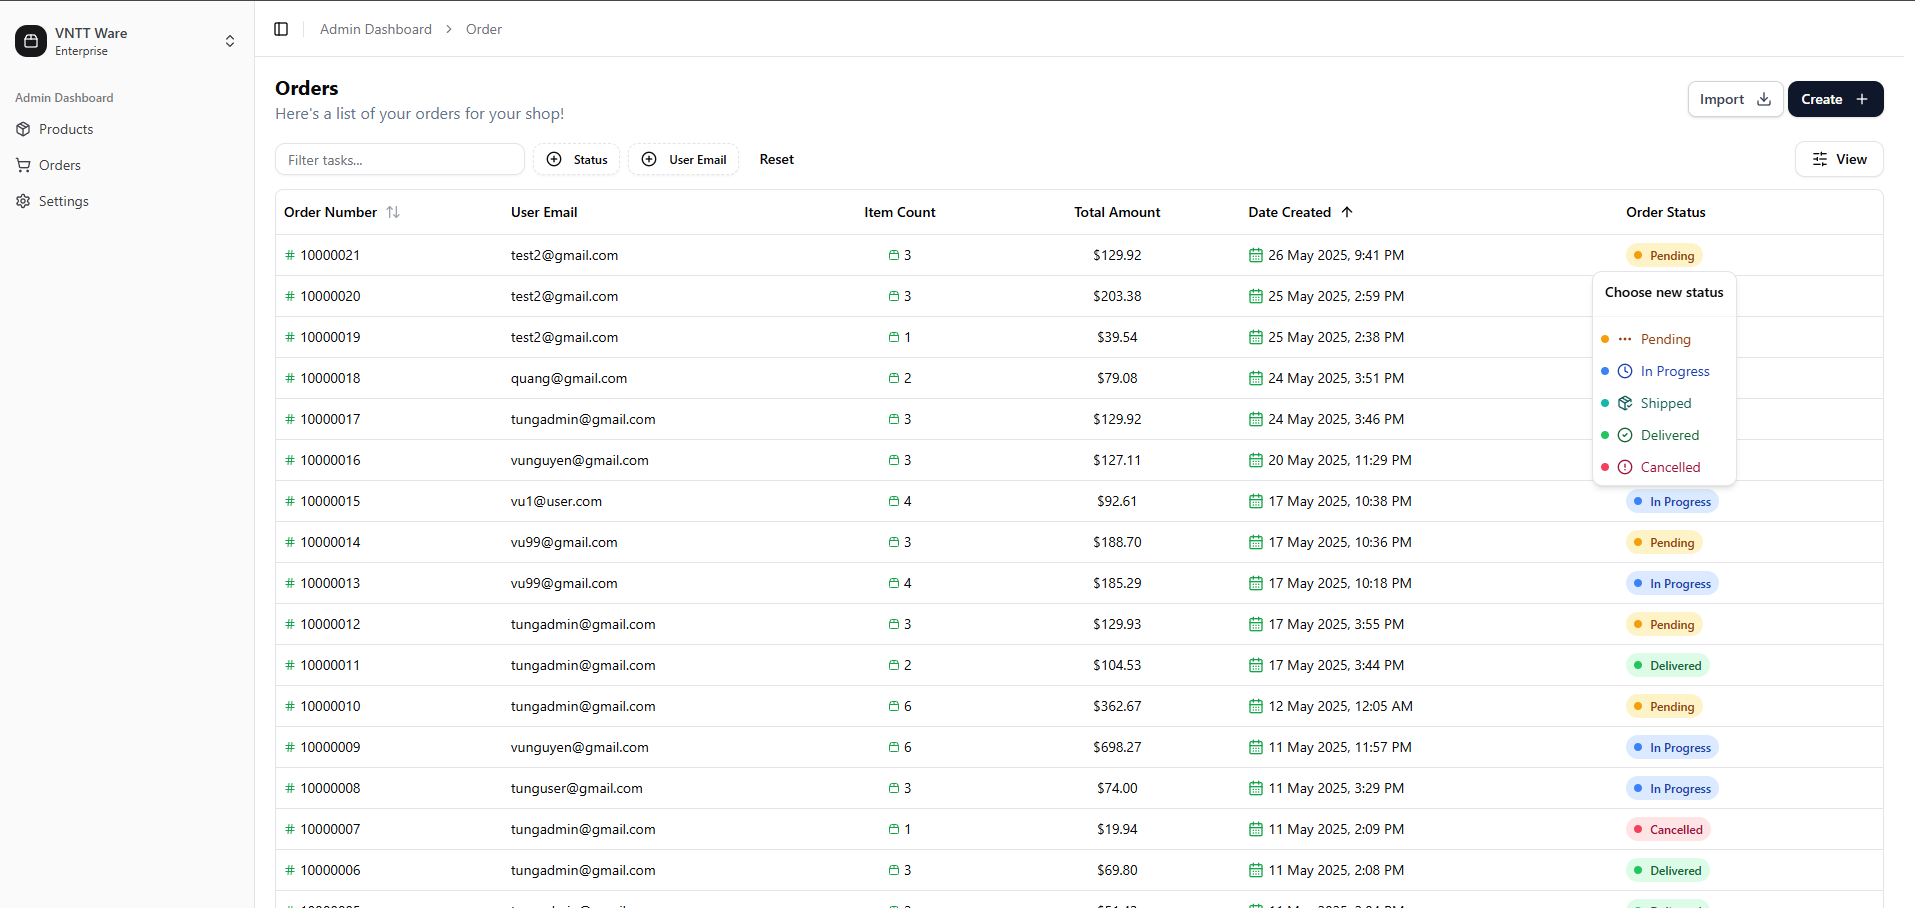 VNTT Ware
Enterprise
Admin Dashboard
Products
Orders
Settings
Admin Dashboard > Order
Orders
Here's a list of your orders for your shop!
Import
Create +
Filter tasks...
Status
User Email
Reset
View
Order Number User Email Item Count Total Amount Date Created Order Status
# 10000021 test2@gmail.com 3 $129.92 26 May 2025, 9:41 PM Pending
# 10000020 test2@gmail.com 3 $203.38 25 May 2025, 2:59 PM
# 10000019 test2@gmail.com 1 $39.54 25 May 2025, 2:38 PM
# 10000018 quang@gmail.com 2 $79.08 24 May 2025, 3:51 PM
# 10000017 tungadmin@gmail.com 3 $129.92 24 May 2025, 3:46 PM
# 10000016 vunguyen@gmail.com 3 $127.11 20 May 2025, 11:29 PM
# 10000015 vu1@user.com 4 $92.61 17 May 2025, 10:38 PM In Progress
# 10000014 vu99@gmail.com 3 $188.70 17 May 2025, 10:36 PM Pending
# 10000013 vu99@gmail.com 4 $185.29 17 May 2025, 10:18 PM In Progress
# 10000012 tungadmin@gmail.com 3 $129.93 17 May 2025, 3:55 PM Pending
# 10000011 tungadmin@gmail.com 2 $104.53 17 May 2025, 3:44 PM Delivered
# 10000010 tungadmin@gmail.com 6 $362.67 12 May 2025, 12:05 AM Pending
# 10000009 vunguyen@gmail.com 6 $698.27 11 May 2025, 11:57 PM In Progress
# 10000008 tunguser@gmail.com 3 $74.00 11 May 2025, 3:29 PM In Progress
# 10000007 tungadmin@gmail.com 1 $19.94 11 May 2025, 2:09 PM Cancelled
# 10000006 tungadmin@gmail.com 3 $69.80 11 May 2025, 2:08 PM Delivered
Choose new status
Pending
In Progress
Shipped
Delivered
Cancelled